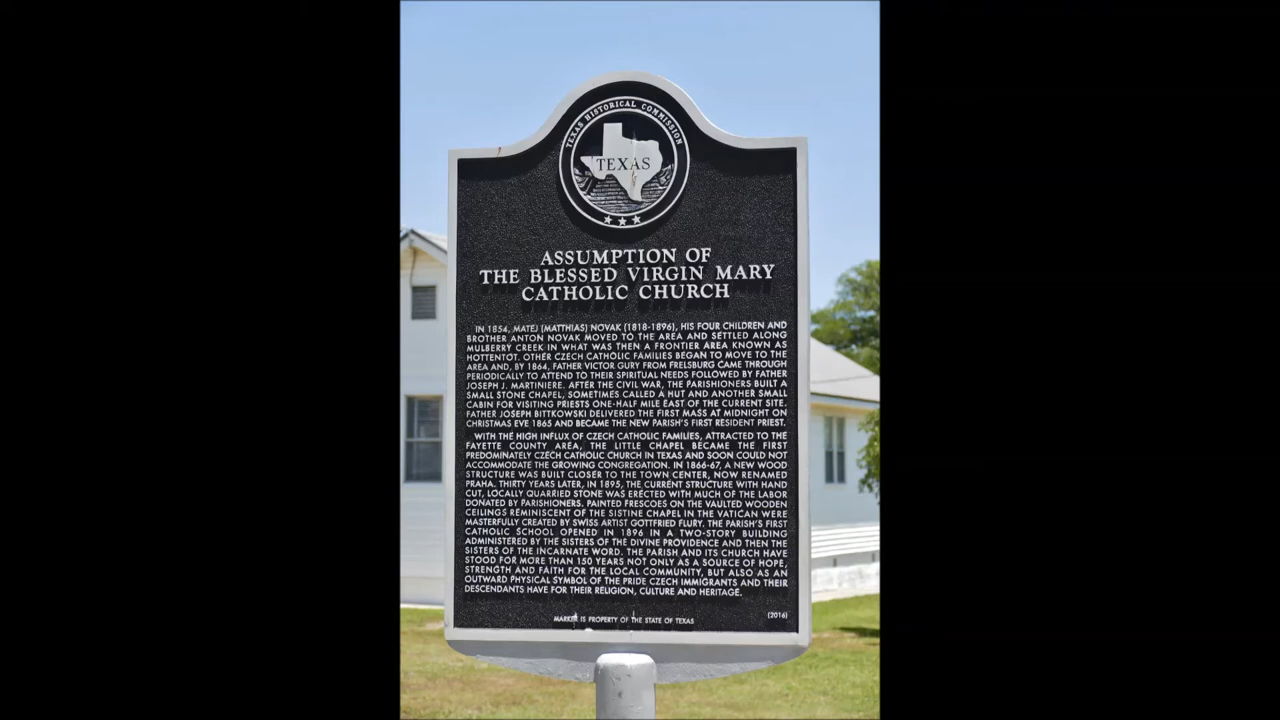 TEXAS HISTORICAL COMMISSION
TEXAS
ASSUMPTION OF
THE BLESSED VIRGIN MARY
CATHOLIC CHURCH
IN 1854, MATEJ (MATTHIAS) NOVAK (1818-1896), HIS FOUR CHILDREN AND
BROTHER ANTON NOVAK MOVED TO THE AREA AND SETTLED ALONG
MULBERRY CREEK IN WHAT WAS THEN A FRONTIER AREA KNOWN AS
HOTTENTOT. OTHER CZECH CATHOLIC FAMILIES BEGAN TO MOVE TO THE
AREA AND, BY 1864, FATHER VICTOR GURY FROM FRELSBURG CAME THROUGH
PERIODICALLY TO ATTEND TO THEIR SPIRITUAL NEEDS FOLLOWED BY FATHER
JOSEPH J. MARTINIERE. AFTER THE CIVIL WAR, THE PARISHIONERS BUILT A
SMALL STONE CHAPEL, SOMETIMES CALLED A HUT AND ANOTHER SMALL
CABIN FOR VISITING PRIESTS ONE-HALF MILE EAST OF THE CURRENT SITE.
FATHER JOSEPH BITTKOWSKI DELIVERED THE FIRST MASS AT MIDNIGHT ON
CHRISTMAS EVE 1865 AND BECAME THE NEW PARISH'S FIRST RESIDENT PRIEST.
WITH THE HIGH INFLUX OF CZECH CATHOLIC FAMILIES, ATTRACTED TO THE
FAYETTE COUNTY AREA, THE LITTLE CHAPEL BECAME THE FIRST
PREDOMINATELY CZECH CATHOLIC CHURCH IN TEXAS AND SOON COULD NOT
ACCOMMODATE THE GROWING CONGREGATION. IN 1866-67, A NEW WOOD
STRUCTURE WAS BUILT CLOSER TO THE TOWN CENTER, NOW RENAMED
PRAHA. THIRTY YEARS LATER, IN 1895, THE CURRENT STRUCTURE WITH HAND
CUT, LOCALLY QUARRIED STONE WAS ERECTED WITH MUCH OF THE LABOR
DONATED BY PARISHIONERS. PAINTED FRESCOES ON THE VAULTED WOODEN
CEILINGS REMINISCENT OF THE SISTINE CHAPEL IN THE VATICAN WERE
MASTERFULLY CREATED BY SWISS ARTIST GOTTFRIED FLURY. THE PARISH'S FIRST
CATHOLIC SCHOOL OPENED IN 1896 IN A TWO-STORY BUILDING
ADMINISTERED BY THE SISTERS OF THE DIVINE PROVIDENCE AND THEN THE
SISTERS OF THE INCARNATE WORD. THE PARISH AND ITS CHURCH HAVE
STOOD FOR MORE THAN 150 YEARS NOT ONLY AS A SOURCE OF HOPE,
STRENGTH AND FAITH FOR THE LOCAL COMMUNITY, BUT ALSO AS AN
OUTWARD PHYSICAL SYMBOL OF THE PRIDE CZECH IMMIGRANTS AND THEIR
DESCENDANTS HAVE FOR THEIR RELIGION, CULTURE AND HERITAGE.
(2016)
MARKER IS PROPERTY OF THE STATE OF TEXAS